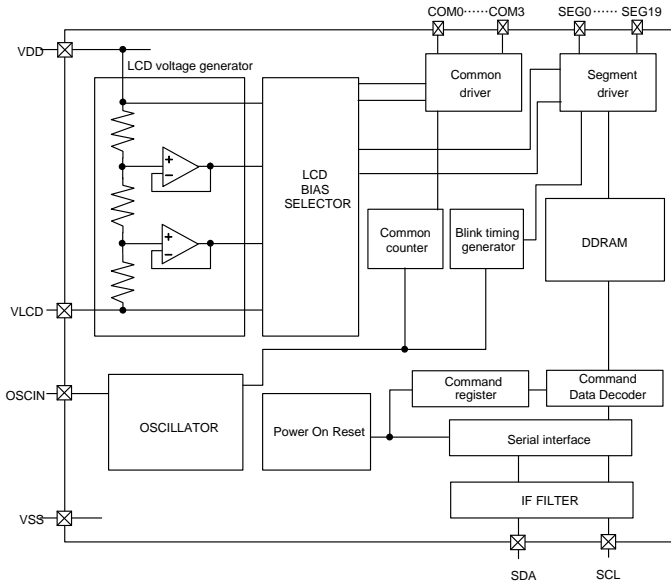 COM0……COM3
SEG0…… SEG19
VDD
LCD voltage generator
Common
driver
Segment
driver
LCD
BIAS
SELECTOR
Common
counter
Blink timing
generator
DDRAM
VLCD
OSCIN
OSCILLATOR
Power On Reset
Command
register
Command
Data Decoder
Serial interface
IF FILTER
VSS
SDA
SCL